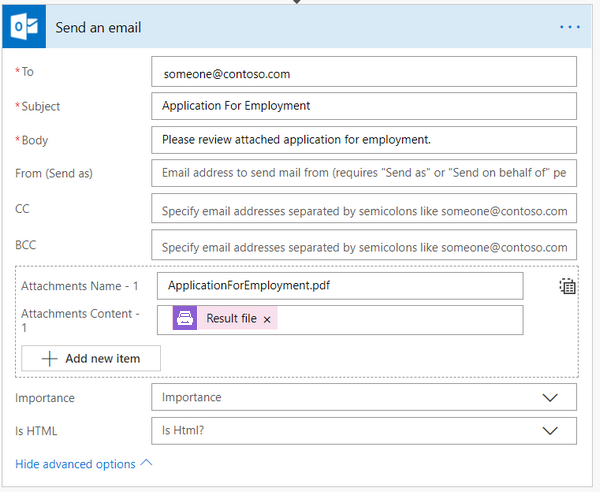 Send an email
* To
someone@contoso.com
* Subject
Application For Employment
* Body
Please review attached application for employment.
From (Send as)
Email address to send mail from (requires "Send as" or "Send on behalf of" pe
CC
Specify email addresses separated by semicolons like someone@contoso.com
BCC
Specify email addresses separated by semicolons like someone@contoso.com
Attachments Name - 1
ApplicationForEmployment.pdf
Attachments Content -
1
Result file ×
Add new item
Importance
Importance
Is HTML
Is Html?
Hide advanced options